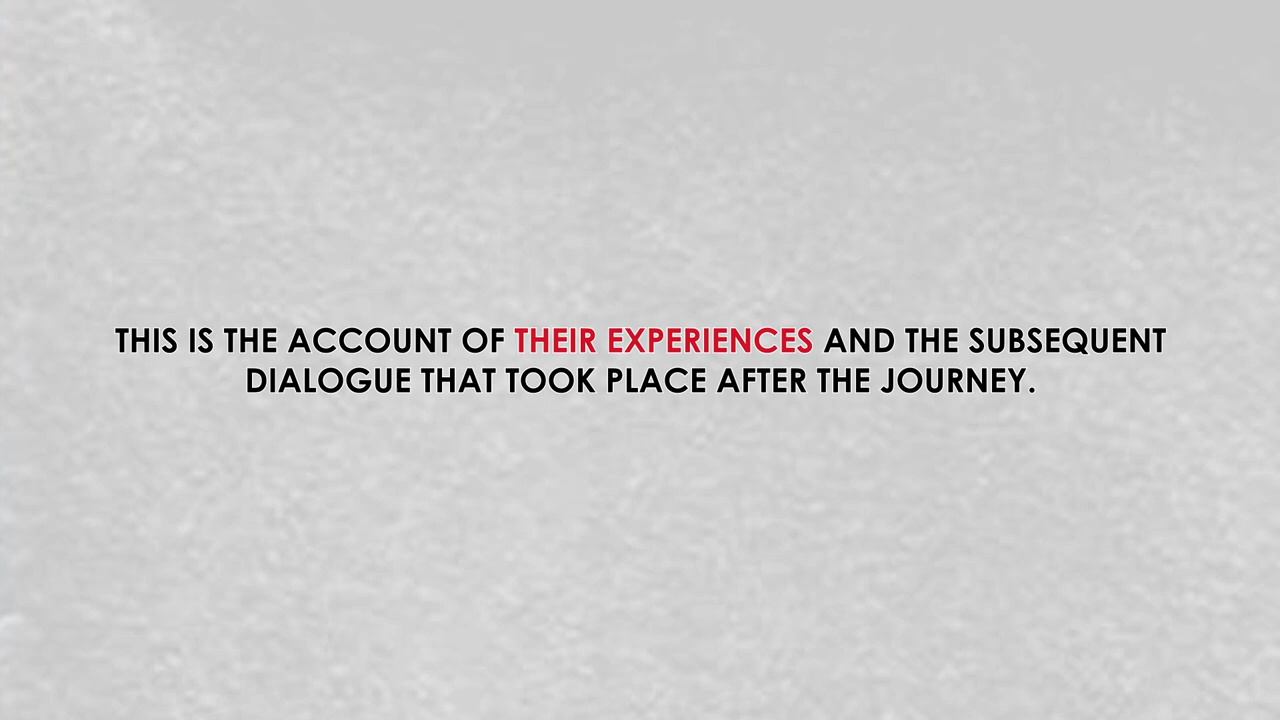 THIS IS THE ACCOUNT OF THEIR EXPERIENCES AND THE SUBSEQUENT
DIALOGUE THAT TOOK PLACE AFTER THE JOURNEY.